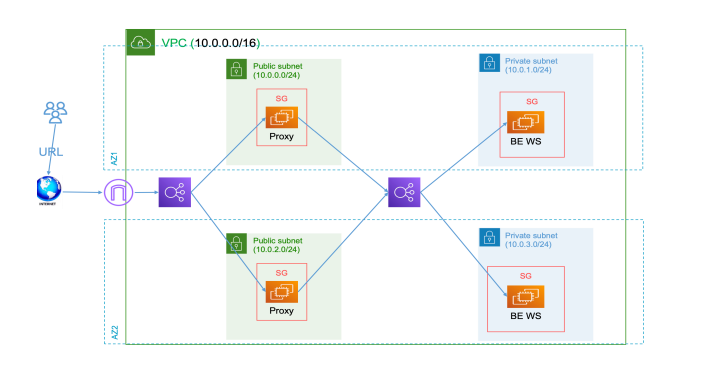 VPC (10.0.0.0/16)
Public subnet
(10.0.0.0/24)
SG
Proxy
Private subnet
(10.0.1.0/24)
SG
BE WS
AZ1
URL
INTERNET
Public subnet
(10.0.2.0/24)
SG
Proxy
Private subnet
(10.0.3.0/24)
SG
BE WS
AZ2